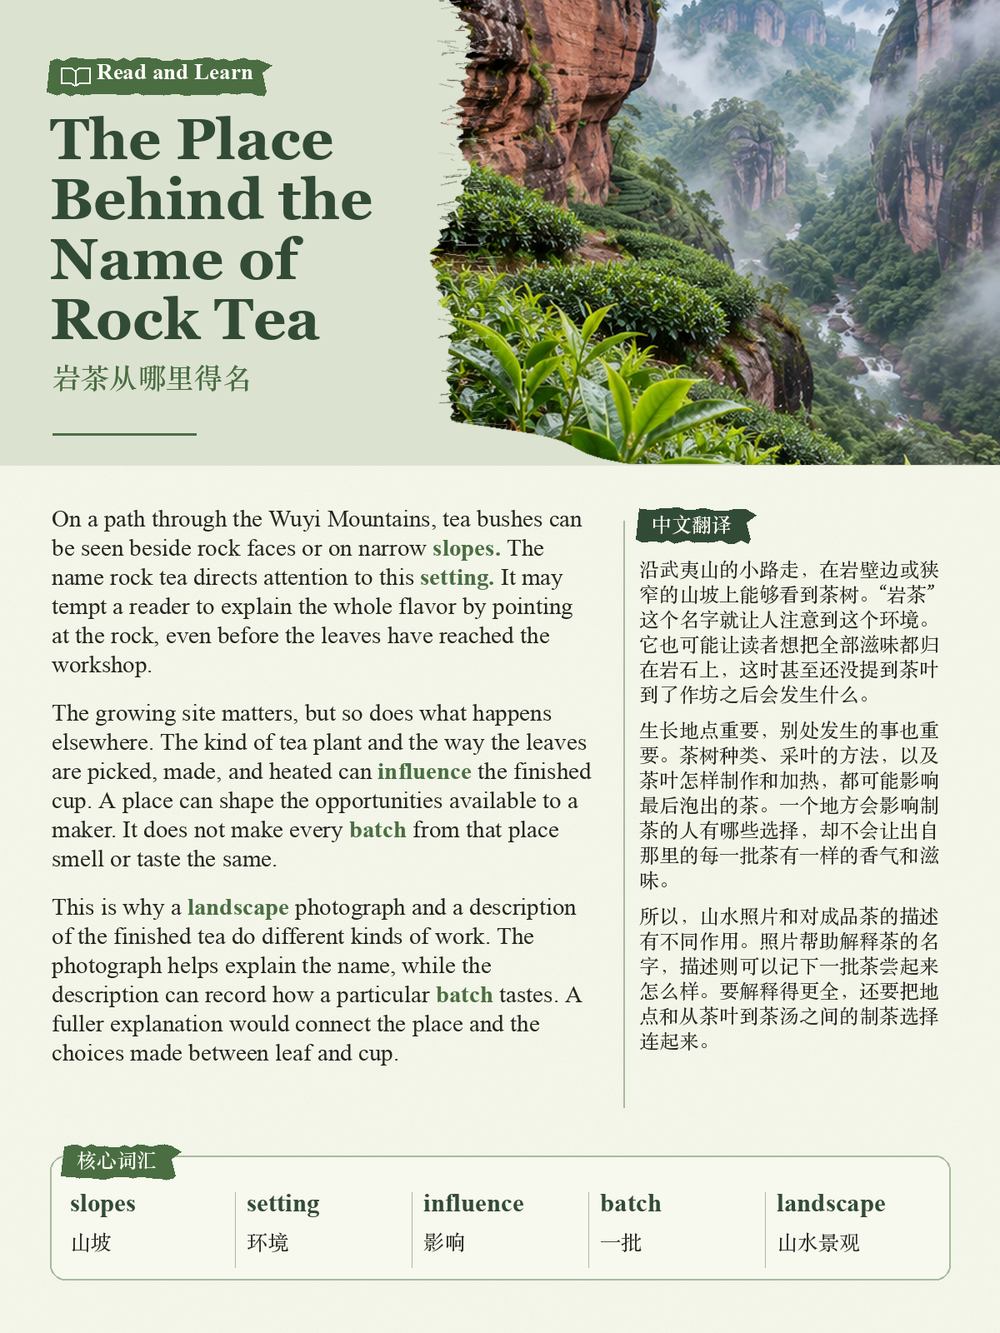 Read and Learn
The Place
Behind the
Name of
Rock Tea
岩茶从哪里得名
On a path through the Wuyi Mountains, tea bushes can
be seen beside rock faces or on narrow slopes. The
name rock tea directs attention to this setting. It may
tempt a reader to explain the whole flavor by pointing
at the rock, even before the leaves have reached the
workshop.
The growing site matters, but so does what happens
elsewhere. The kind of tea plant and the way the leaves
are picked, made, and heated can influence the finished
cup. A place can shape the opportunities available to a
maker. It does not make every batch from that place
smell or taste the same.
This is why a landscape photograph and a description
of the finished tea do different kinds of work. The
photograph helps explain the name, while the
description can record how a particular batch tastes. A
fuller explanation would connect the place and the
choices made between leaf and cup.
中文翻译
沿武夷山的小路走，在岩壁边或狭
窄的山坡上能够看到茶树。“岩茶”
这个名字就让人注意到这个环境。
它也可能让读者想把全部滋味都归
在岩石上，这时甚至还没提到茶叶
到了作坊之后会发生什么。
生长地点重要，别处发生的事也重
要。茶树种类、采叶的方法，以及
茶叶怎样制作和加热，都可能影响
最后泡出的茶。一个地方会影响制
茶的人有哪些选择，却不会让出自
那里的每一批茶有一样的香气和滋
味。
所以，山水照片和对成品茶的描述
有不同作用。照片帮助解释茶的名
字，描述则可以记下一批茶尝起来
怎么样。要解释得更全，还要把地
点和从茶叶到茶汤之间的制茶选择
连起来。
核心词汇
slopes
山坡
setting
环境
influence
影响
batch
一批
landscape
山水景观